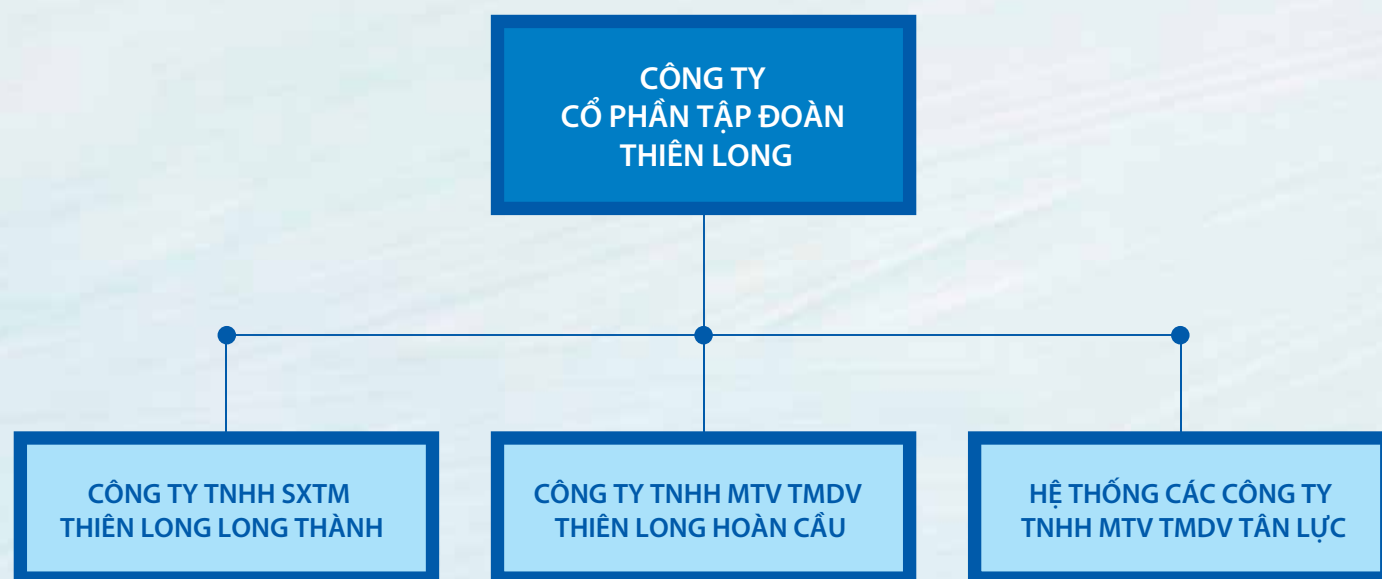 CÔNG TY
CỔ PHẦN TẬP ĐOÀN
THIÊN LONG
CÔNG TY TNHH SXTM
THIÊN LONG LONG THÀNH
CÔNG TY TNHH MTV TMDV
THIÊN LONG HOÀN CẦU
HỆ THỐNG CÁC CÔNG TY
TNHH MTV TMDV TÂN LỰC